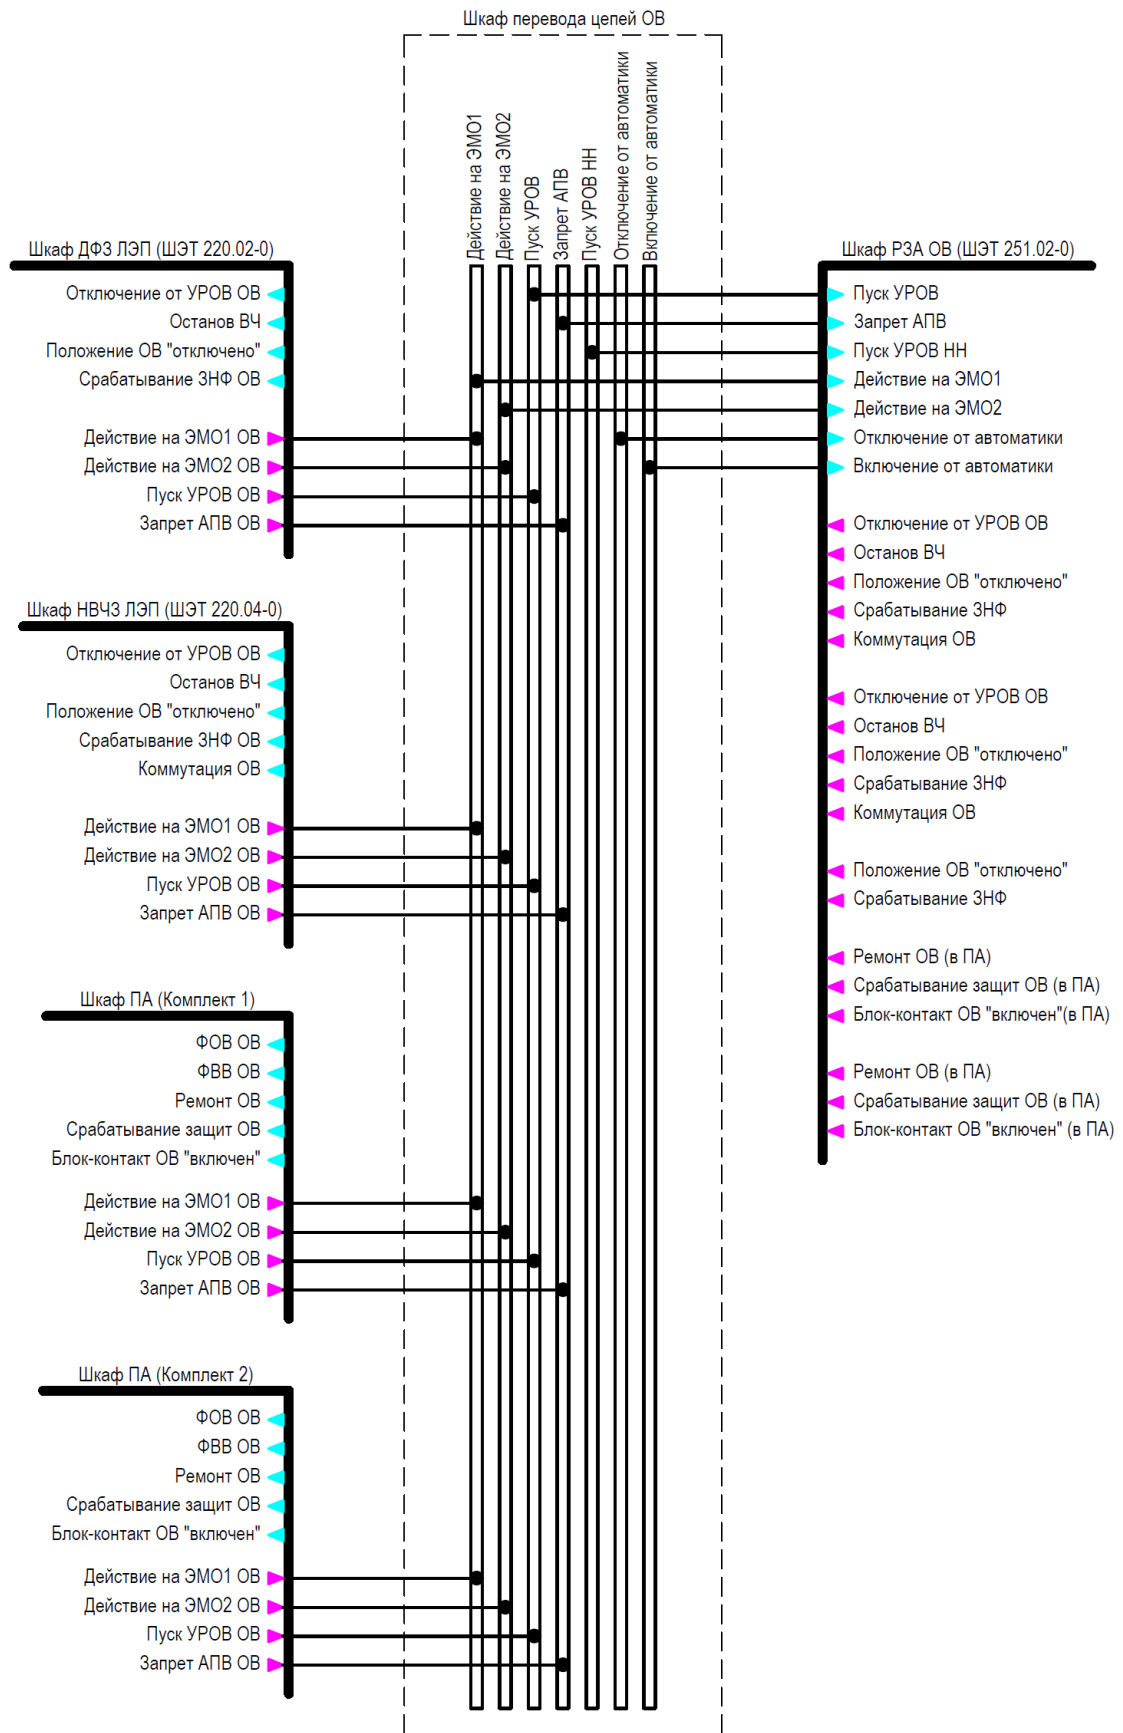 Шкаф перевода цепей ОВ
Действие на ЭМО1
Действие на ЭМО2
Пуск УРОВ
Запрет АПВ
Пуск УРОВ НН
Отключение от автоматики
Включение от автоматики
Шкаф ДФЗ ЛЭП (ШЭТ 220.02-0)
Отключение от УРОВ ОВ
Останов ВЧ
Положение ОВ "отключено"
Срабатывание ЗНФ ОВ
Действие на ЭМО1 ОВ
Действие на ЭМО2 ОВ
Пуск УРОВ ОВ
Запрет АПВ ОВ
Шкаф НВЧЗ ЛЭП (ШЭТ 220.04-0)
Отключение от УРОВ ОВ
Останов ВЧ
Положение ОВ "отключено"
Срабатывание ЗНФ ОВ
Коммутация ОВ
Действие на ЭМО1 ОВ
Действие на ЭМО2 ОВ
Пуск УРОВ ОВ
Запрет АПВ ОВ
Шкаф ПА (Комплект 1)
ФОВ ОВ
ФВВ ОВ
Ремонт ОВ
Срабатывание защит ОВ
Блок-контакт ОВ "включен"
Действие на ЭМО1 ОВ
Действие на ЭМО2 ОВ
Пуск УРОВ ОВ
Запрет АПВ ОВ
Шкаф ПА (Комплект 2)
ФОВ ОВ
ФВВ ОВ
Ремонт ОВ
Срабатывание защит ОВ
Блок-контакт ОВ "включен"
Действие на ЭМО1 ОВ
Действие на ЭМО2 ОВ
Пуск УРОВ ОВ
Запрет АПВ ОВ
Шкаф РЗА ОВ (ШЭТ 251.02-0)
Пуск УРОВ
Запрет АПВ
Пуск УРОВ НН
Действие на ЭМО1
Действие на ЭМО2
Отключение от автоматики
Включение от автоматики
Отключение от УРОВ ОВ
Останов ВЧ
Положение ОВ "отключено"
Срабатывание ЗНФ
Коммутация ОВ
Отключение от УРОВ ОВ
Останов ВЧ
Положение ОВ "отключено"
Срабатывание ЗНФ
Коммутация ОВ
Положение ОВ "отключено"
Срабатывание ЗНФ
Ремонт ОВ (в ПА)
Срабатывание защит ОВ (в ПА)
Блок-контакт ОВ "включен"(в ПА)
Ремонт ОВ (в ПА)
Срабатывание защит ОВ (в ПА)
Блок-контакт ОВ "включен" (в ПА)